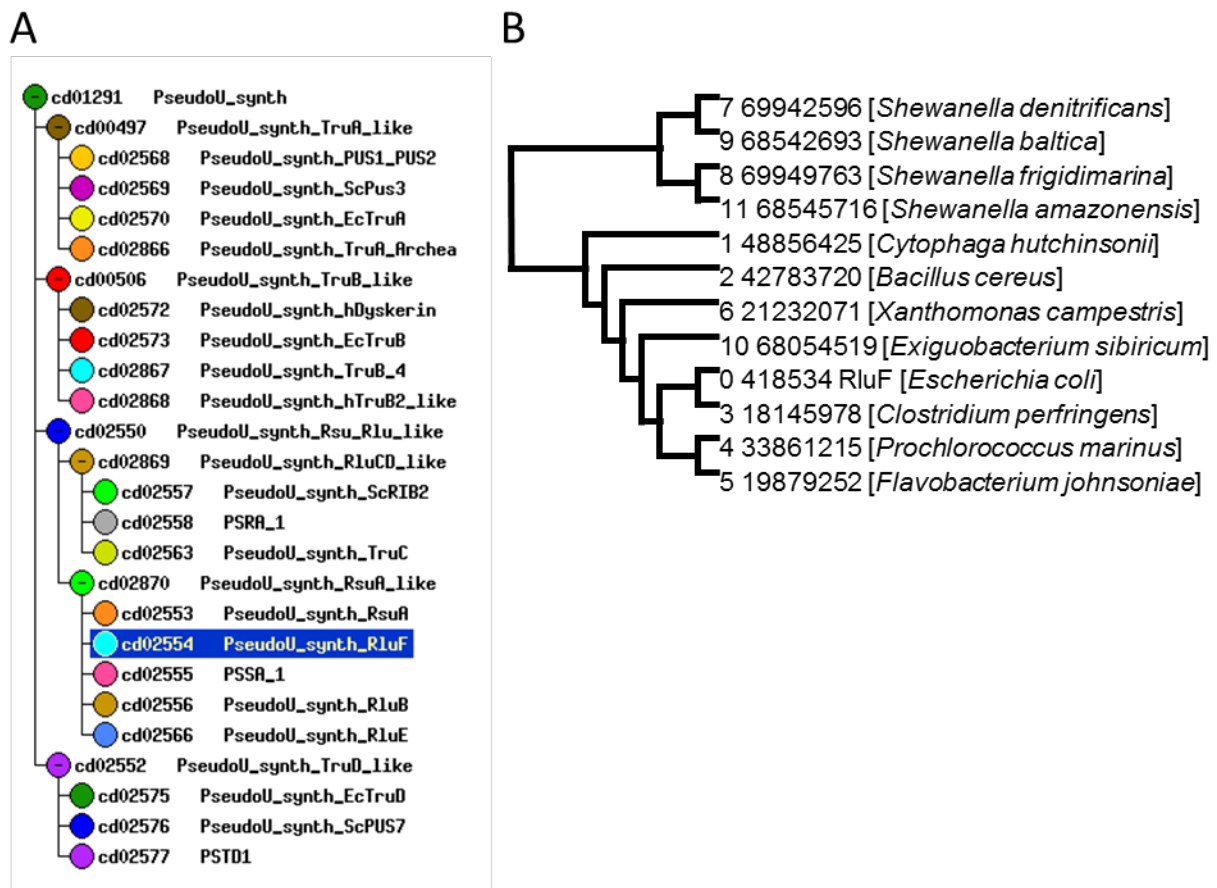 A
cd01291 PseudoU_synth
cd00497 PseudoU_synth_TruA_like
cd02568 PseudoU_synth_PUS1_PUS2
cd02569 PseudoU_synth_ScPus3
cd02570 PseudoU_synth_EcTruA
cd02866 PseudoU_synth_TruA_Archea
cd00506 PseudoU_synth_TruB_like
cd02572 PseudoU_synth_hDyskerin
cd02573 PseudoU_synth_EcTruB
cd02867 PseudoU_synth_TruB_4
cd02868 PseudoU_synth_hTruB2_like
cd02550 PseudoU_synth_Rsu_Rlu_like
cd02869 PseudoU_synth_RluCD_like
cd02557 PseudoU_synth_ScRIB2
cd02558 PSRA_1
cd02563 PseudoU_synth_TruC
cd02870 PseudoU_synth_RsuA_like
cd02553 PseudoU_synth_RsuA
cd02554 PseudoU_synth_RluF
cd02555 PSSA_1
cd02556 PseudoU_synth_RluB
cd02566 PseudoU_synth_RluE
cd02552 PseudoU_synth_TruD_like
cd02575 PseudoU_synth_EcTruD
cd02576 PseudoU_synth_ScPUS7
cd02577 PSTD1
B
7 69942596 [Shewanella denitrificans]
9 68542693 [Shewanella baltica]
8 69949763 [Shewanella frigidimarina]
11 68545716 [Shewanella amazonensis]
1 48856425 [Cytophaga hutchinsonii]
2 42783720 [Bacillus cereus]
6 21232071 [Xanthomonas campestris]
10 68054519 [Exiguobacterium sibiricum]
0 418534 RluF [Escherichia coli]
3 18145978 [Clostridium perfringens]
4 33861215 [Prochlorococcus marinus]
5 19879252 [Flavobacterium johnsoniae]